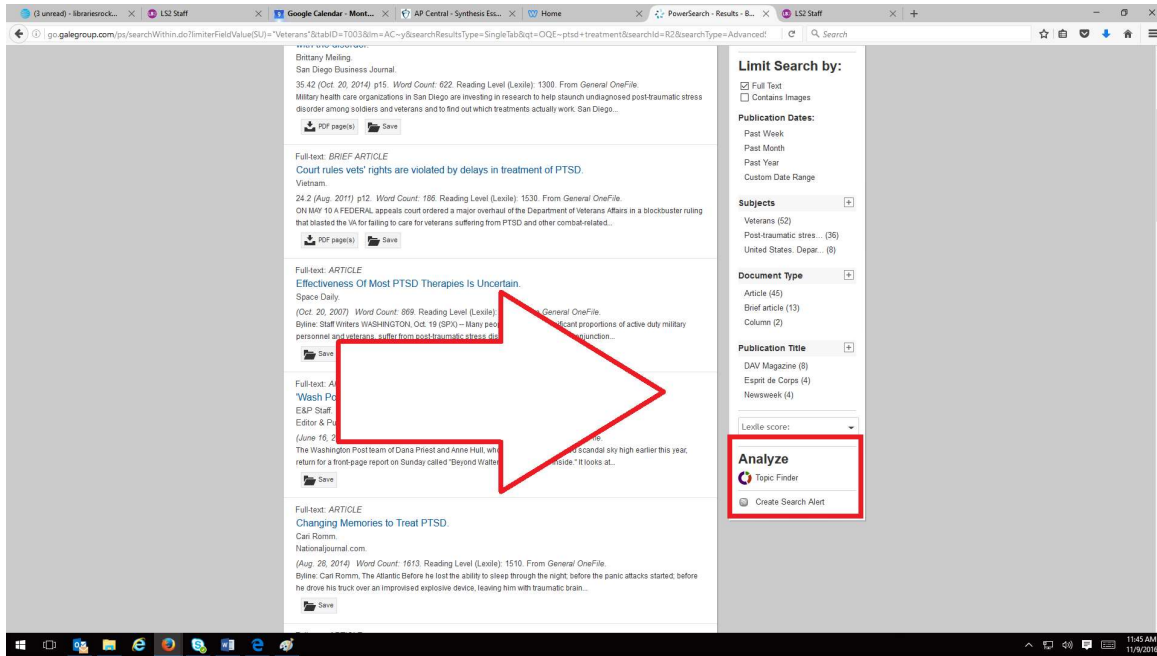 (3 unread) - librariesrock...
LS2 Staff
Google Calendar - Mont...
AP Central - Synthesis Ess...
Home
PowerSearch - Results - B...
LS2 Staff
go.galegroup.com/ps/searchWithin.do?limiterFieldValue(SU)="Veterans"&tabID=T003&lm=AC~y&searchResultsType=SingleTab&qt=OQE~ptsd+treatment&searchId=R2&searchType=Advanced!
Search
with the disorder.
Brittany Meiling.
San Diego Business Journal.
35.42 (Oct. 20, 2014) p15. Word Count: 622. Reading Level (Lexile): 1300. From General OneFile.
Military health care organizations in San Diego are investing in research to help staunch undiagnosed post-traumatic stress
disorder among soldiers and veterans and to find out which treatments actually work. San Diego...
PDF page(s) Save
Full-text: BRIEF ARTICLE
Court rules vets' rights are violated by delays in treatment of PTSD.
Vietnam.
24.2 (Aug. 2011) p12. Word Count: 186. Reading Level (Lexile): 1530. From General OneFile.
ON MAY 10 A FEDERAL appeals court ordered a major overhaul of the Department of Veterans Affairs in a blockbuster ruling
that blasted the VA for failing to care for veterans suffering from PTSD and other combat-related...
PDF page(s) Save
Full-text: ARTICLE
Effectiveness Of Most PTSD Therapies Is Uncertain.
Space Daily.
(Oct. 20, 2007) Word Count: 869. Reading Level (Lexile): General OneFile.
Byline: Staff Writers WASHINGTON, Oct. 19 (SPX) -- Many proportions of active duty military
personnel and veterans, suffer from post-traumatic stress
Save
Full-text:
'Wash
E&P Staff.
Editor &
(June 16,
The Washington Post team of Dana Priest and Anne Hull, scandal sky high earlier this year,
return for a front-page report on Sunday called "Beyond Walter It looks at...
Save
Full-text: ARTICLE
Changing Memories to Treat PTSD.
Cari Romm.
Nationaljournal.com.
(Aug. 28, 2014) Word Count: 1613. Reading Level (Lexile): 1510. From General OneFile.
Byline: Cari Romm, The Atlantic Before he lost the ability to sleep through the night; before the panic attacks started; before
he drove his truck over an improvised explosive device, leaving him with traumatic brain...
Save
Limit Search by:
Full Text
Contains Images
Publication Dates:
Past Week
Past Month
Past Year
Custom Date Range
Subjects
Veterans (52)
Post-traumatic stres... (36)
United States. Depar... (8)
Document Type
Article (45)
Brief article (13)
Column (2)
Publication Title
DAV Magazine (8)
Esprit de Corps (4)
Newsweek (4)
Lexile score:
Analyze
Topic Finder
Create Search Alert
11:45 AM
11/9/2016